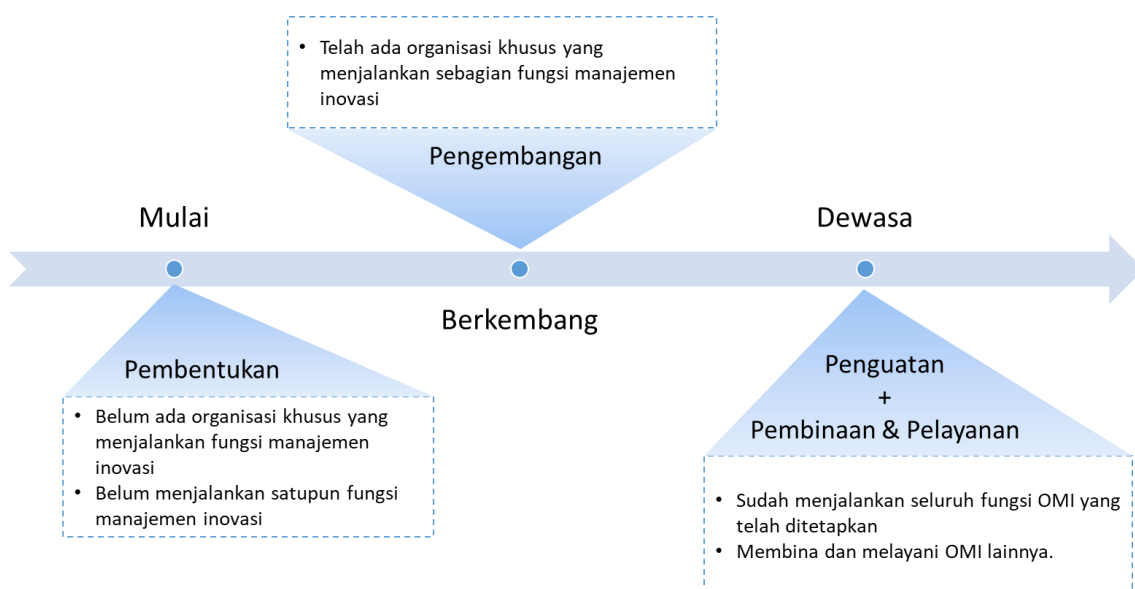 • Telah ada organisasi khusus yang
menjalankan sebagian fungsi manajemen
inovasi
Pengembangan
Mulai
Dewasa
Berkembang
Pembentukan
• Belum ada organisasi khusus yang
menjalankan fungsi manajemen
inovasi
• Belum menjalankan satupun fungsi
manajemen inovasi
Penguatan
+
Pembinaan & Pelayanan
• Sudah menjalankan seluruh fungsi OMI yang
telah ditetapkan
• Membina dan melayani OMI lainnya.